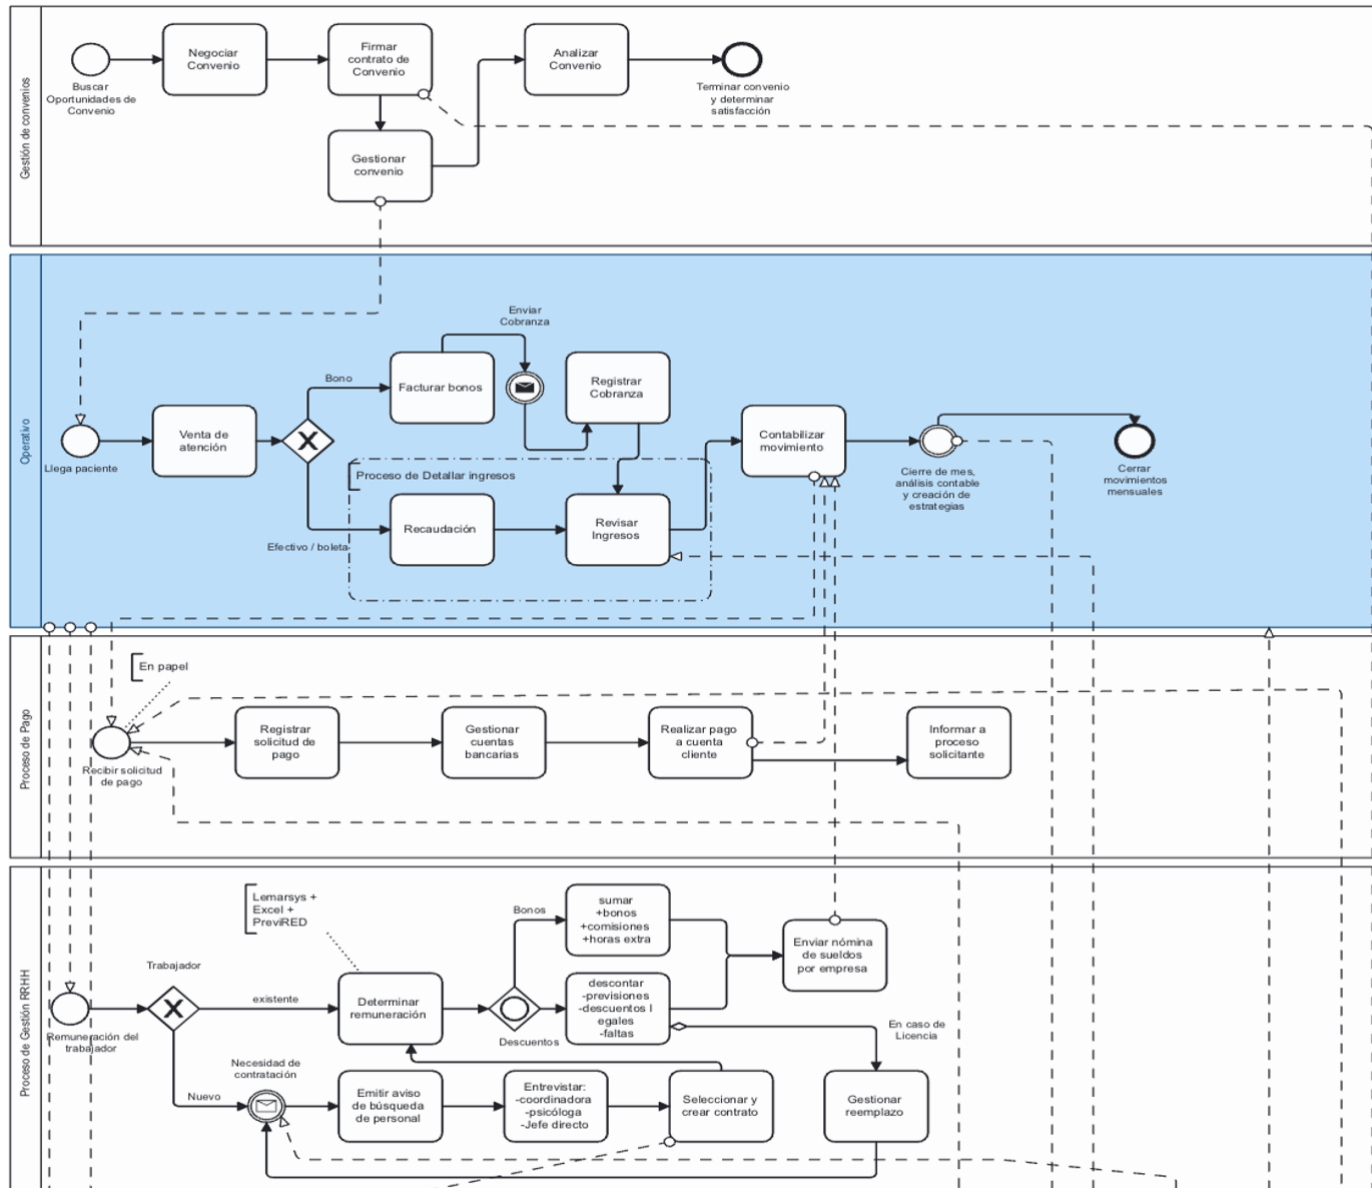 Gestión de convenios
Buscar
Oportunidades de
Convenio
Negociar
Convenio
Firmar
contrato de
Convenio
Gestionar
convenio
Analizar
Convenio
Terminar convenio
y determinar
satisfacción
Operativo
Llega paciente
Venta de
atención
Bono
Efectivo / boleta
Facturar bonos
Enviar
Cobranza
Registrar
Cobranza
Proceso de Detallar ingresos
Recaudación
Revisar
Ingresos
Contabilizar
movimiento
Cierre de mes,
análisis contable
y creación de
estrategias
Cerrar
movimientos
mensuales
Proceso de Pago
En papel
Recibir solicitud
de pago
Registrar
solicitud de
pago
Gestionar
cuentas
bancarias
Realizar pago
a cuenta
cliente
Informar a
proceso
solicitante
Proceso de Gestión RRHH
Remuneración del
trabajador
Trabajador
existente
Nuevo
Lemarsys +
Excel +
PreviRED
Determinar
remuneración
Bonos
Descuentos
sumar
+bonos
+comisiones
+horas extra
descontar
-previsiones
-descuentos l
egales
-faltas
Enviar nómina
de sueldos
por empresa
En caso de
Licencia
Necesidad de
contratación
Emitir aviso
de búsqueda
de personal
Entrevistar:
-coordinadora
-psicóloga
-Jefe directo
Seleccionar y
crear contrato
Gestionar
reemplazo